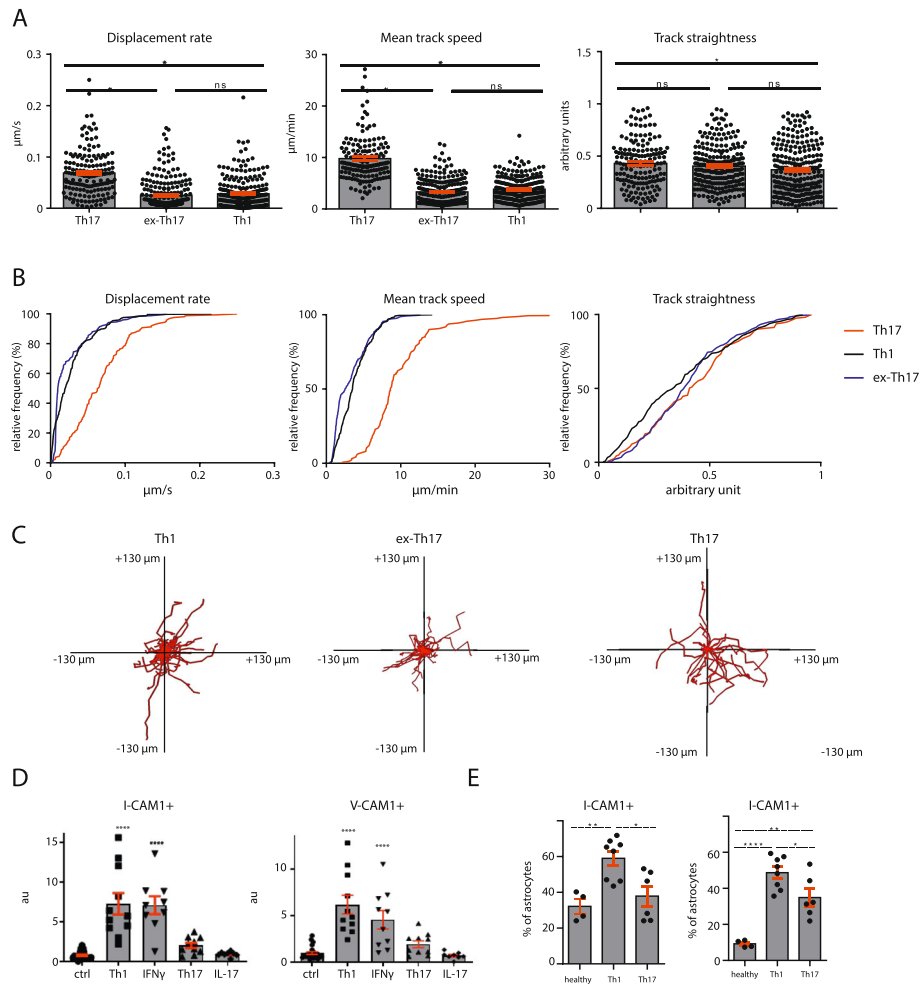 A
Displacement rate
Mean track speed
Track straightness
0.3
0.2
0.1
0
µm/s
*
*
ns
Th17
ex-Th17
Th1
30
20
10
0
µm/min
*
*
ns
Th17
ex-Th17
Th1
1.5
1.0
0.5
0
arbitrary units
*
ns
ns
B
Displacement rate
Mean track speed
Track straightness
100
80
60
40
20
0
relative frequency (%)
0
0.1
0.2
0.3
µm/s
100
50
0
relative frequency (%)
0
10
20
30
µm/min
100
80
60
40
20
0
relative frequency (%)
0
0.5
1
arbitrary unit
Th17
Th1
ex-Th17
C
Th1
ex-Th17
Th17
+130 µm
-130 µm
+130 µm
-130 µm
+130 µm
-130 µm
+130 µm
-130 µm
+130 µm
-130 µm
+130 µm
-130 µm
D
I-CAM1+
15
10
5
0
au
****
****
ctrl
Th1
IFNγ
Th17
IL-17
V-CAM1+
10
5
0
au
****
****
ctrl
Th1
IFNγ
Th17
IL-17
E
I-CAM1+
60
40
20
0
% of astrocytes
**
*
healthy
Th1
Th17
I-CAM1+
60
40
20
0
% of astrocytes
**
****
*
healthy
Th1
Th17